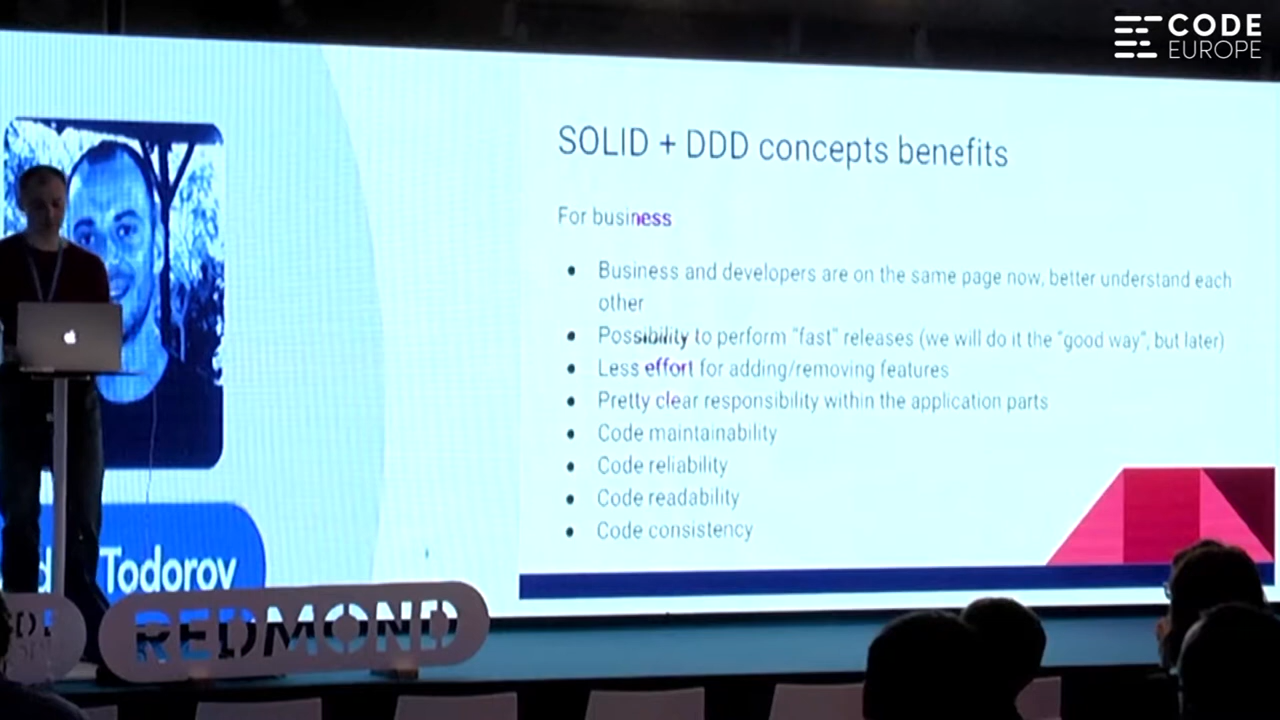 CODE
EUROPE
SOLID + DDD concepts benefits
For business
Business and developers are on the same page now, better understand each
other
Possibility to perform "fast" releases (we will do it the "good way", but later)
Less effort for adding/removing features
Pretty clear responsibility within the application parts
Code maintainability
Code reliability
Code readability
Code consistency
Todorov
REDMOND